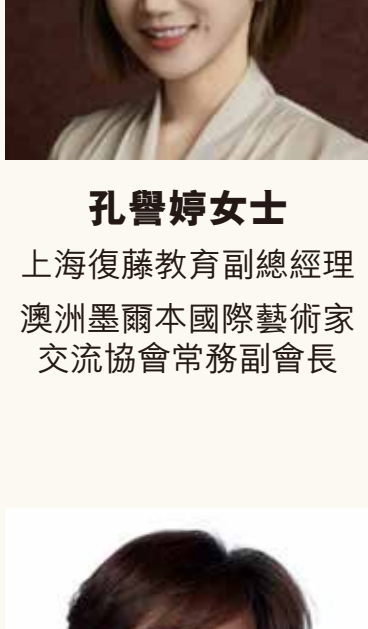 孔譽婷女士
上海復藤教育副總經理
澳洲墨爾本國際藝術家
交流協會常務副會長